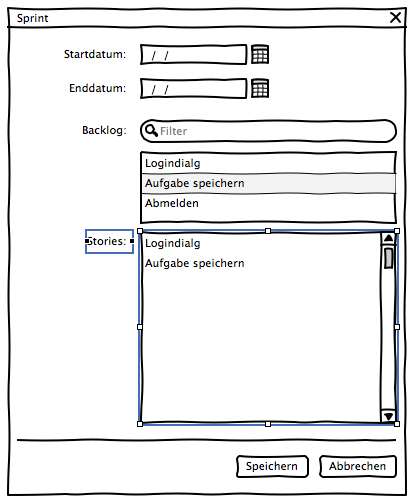 Sprint
Startdatum: / /
Enddatum: / /
Backlog: Filter
Logindialg
Aufgabe speichern
Abmelden
Stories:
Logindialg
Aufgabe speichern
Speichern Abbrechen